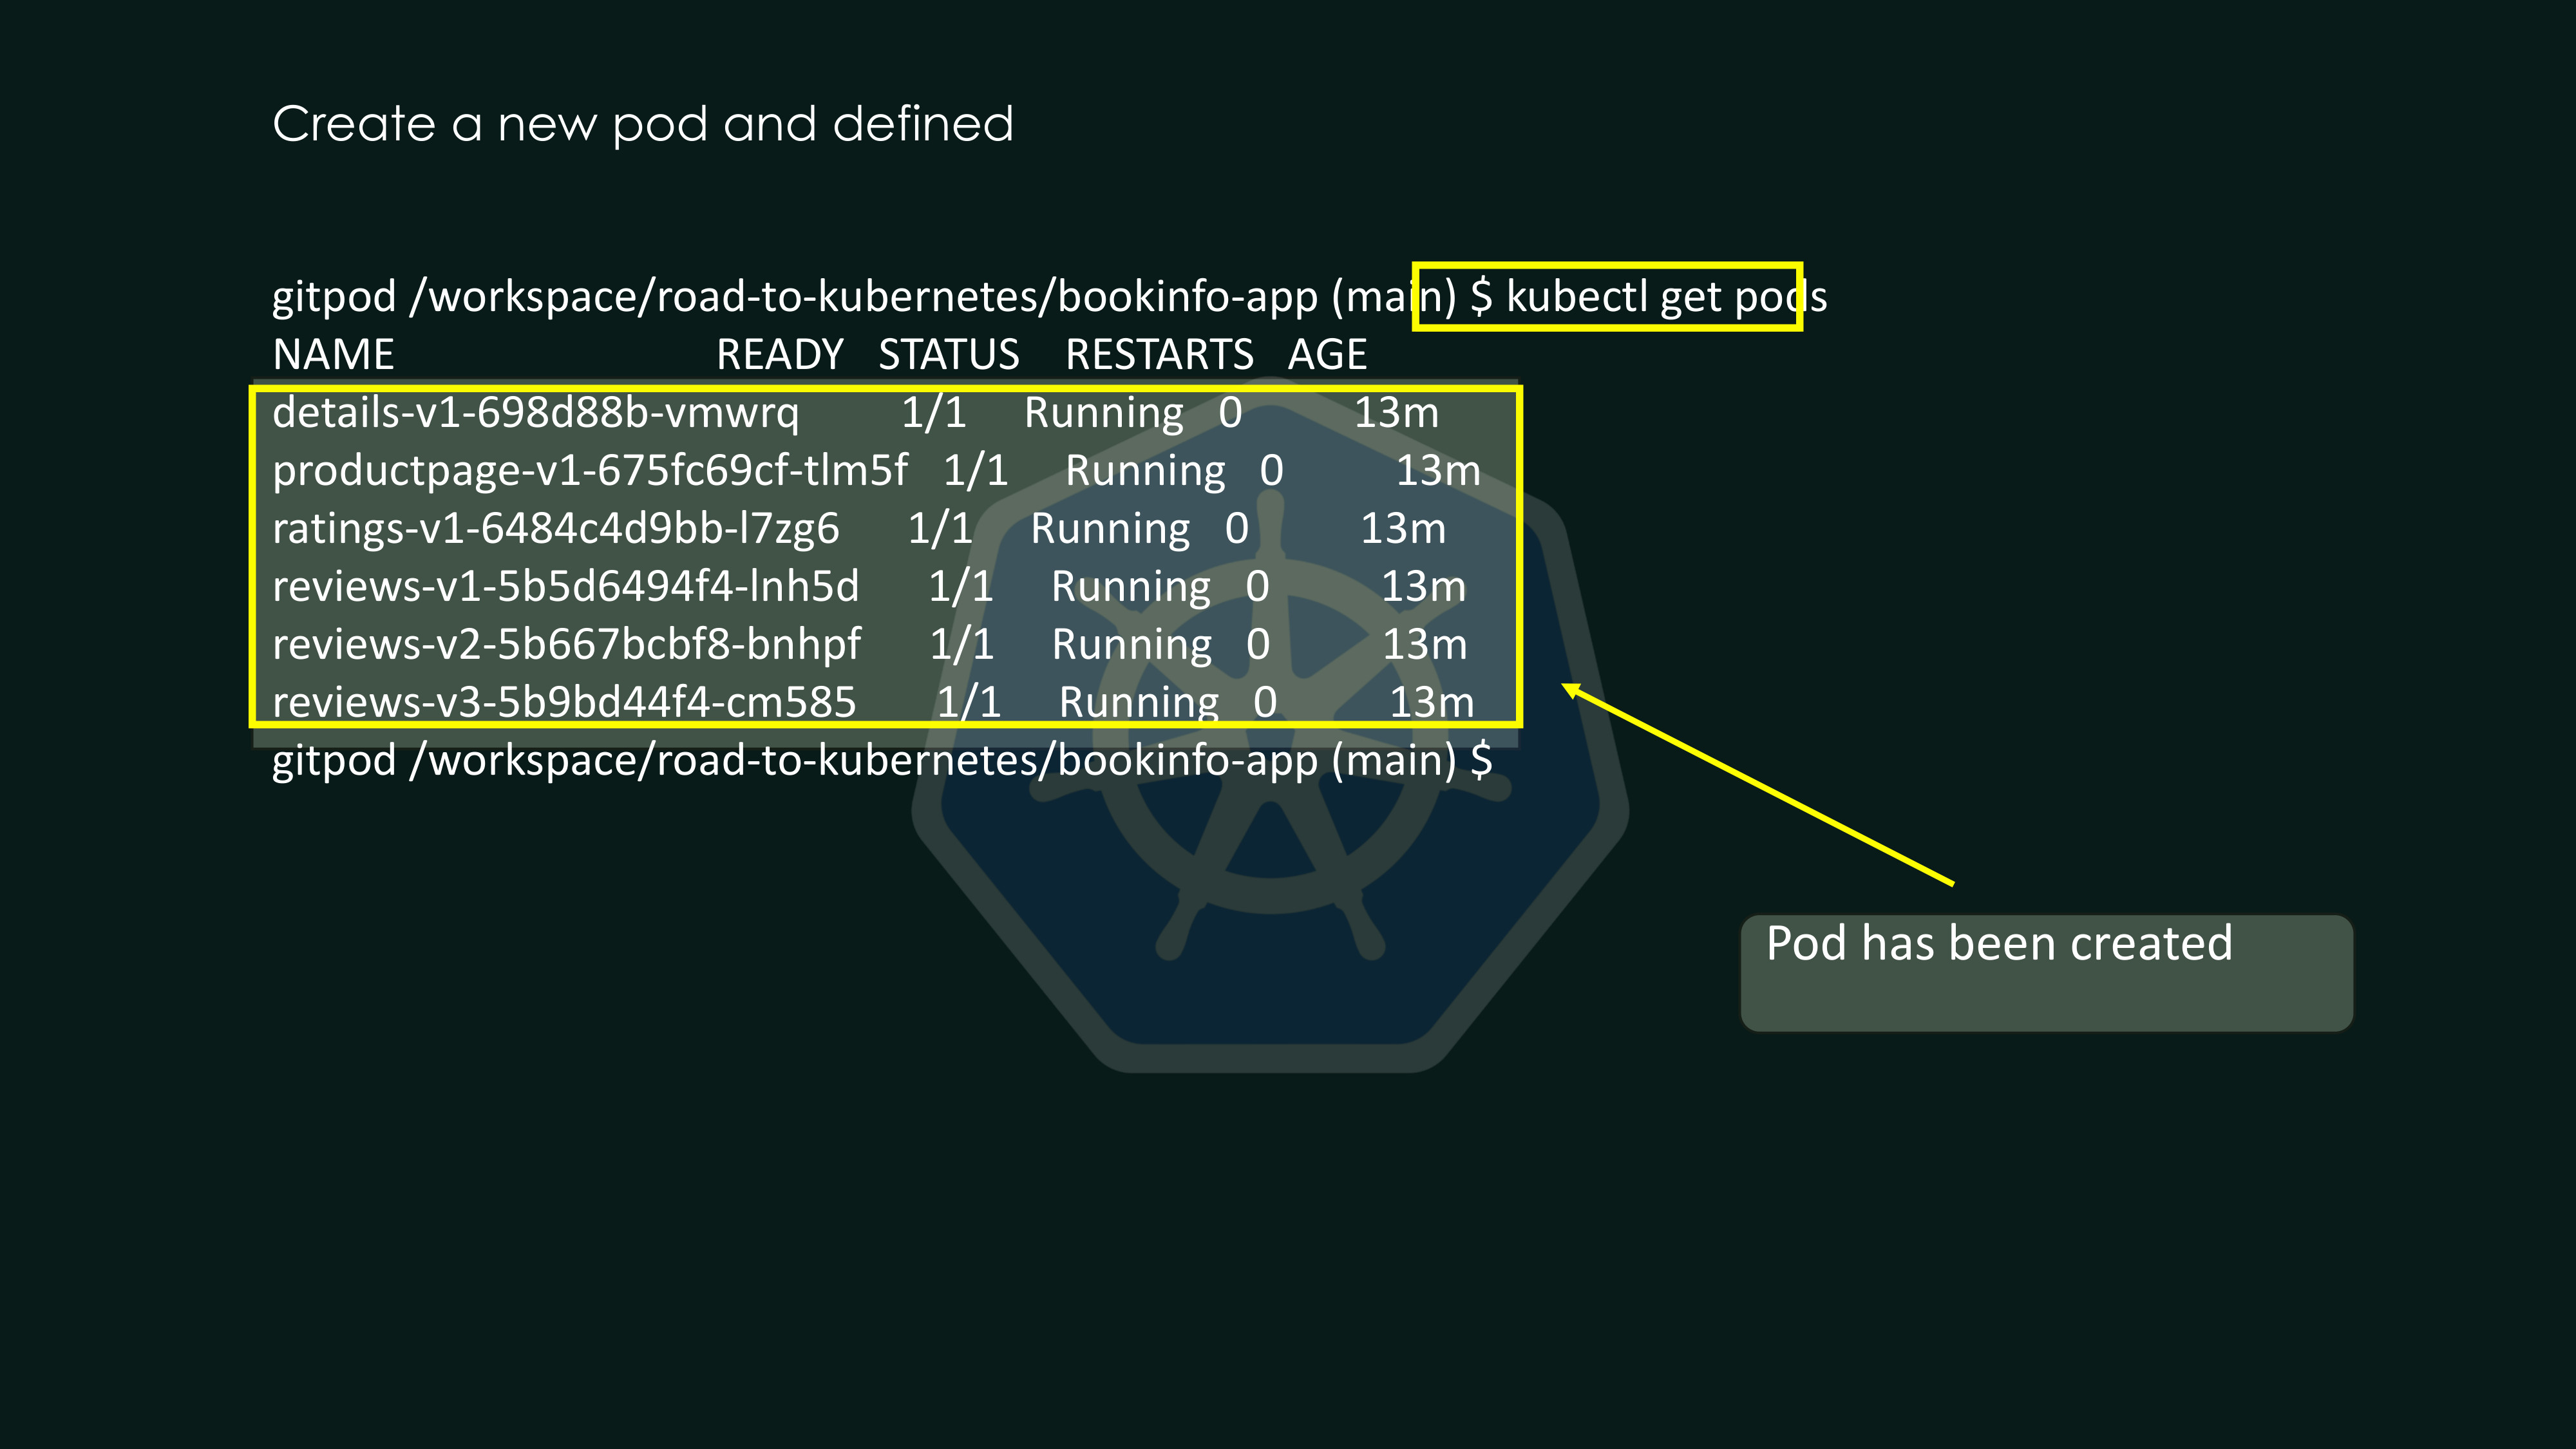 Create a new pod and defined
gitpod /workspace/road-to-kubernetes/bookinfo-app (main) $ kubectl get pods
NAME READY STATUS RESTARTS AGE
details-v1-698d88b-vmwrq 1/1 Running 0 13m
productpage-v1-675fc69cf-tlm5f 1/1 Running 0 13m
ratings-v1-6484c4d9bb-l7zg6 1/1 Running 0 13m
reviews-v1-5b5d6494f4-lnh5d 1/1 Running 0 13m
reviews-v2-5b667bcbf8-bnhpf 1/1 Running 0 13m
reviews-v3-5b9bd44f4-cm585 1/1 Running 0 13m
gitpod /workspace/road-to-kubernetes/bookinfo-app (main) $
Pod has been created